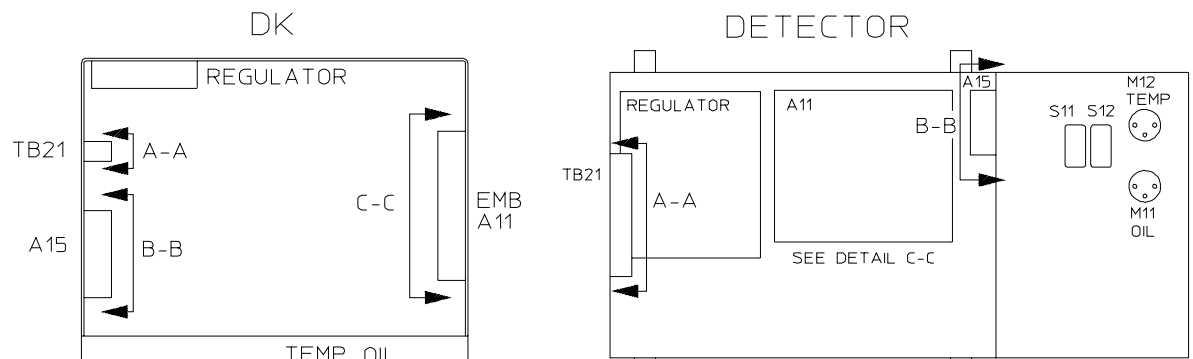 DK
REGULATOR
TB21
A-A
C-C
EMB
A11
A15
B-B
TEMP OIL
DETECTOR
REGULATOR
A11
A15
B-B
M12
TEMP
S11 S12
TB21
A-A
M11
OIL
SEE DETAIL C-C